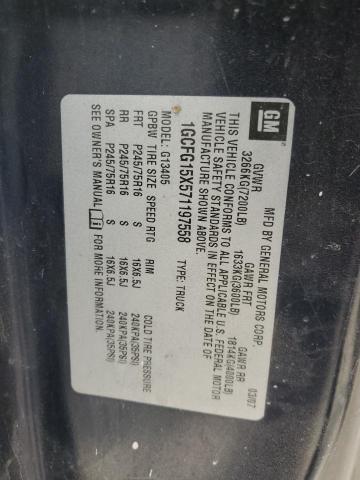 GM
MFD BY GENERAL MOTORS CORP. 03/07
GVWR GAWR FRT GAWR RR
3266KG(7200LB) 1633KG(3600LB) 1814KG(4000LB)
THIS VEHICLE CONFORMS TO ALL APPLICABLE U.S. FEDERAL MOTOR
VEHICLE SAFETY STANDARDS IN EFFECT ON THE DATE OF
MANUFACTURE SHOWN ABOVE.
1GCFG15X571197558 TYPE: TRUCK
MODEL: G13405
GPBW TIRE SIZE SPEED RTG RIM COLD TIRE PRESSURE
FRT P245/75R16 S 16X6.5J 240KPA(35PSI)
RR P245/75R16 S 16X6.5J 240KPA(35PSI)
SPA P245/75R16 S 16X6.5J 240KPA(35PSI)
SEE OWNER'S MANUAL